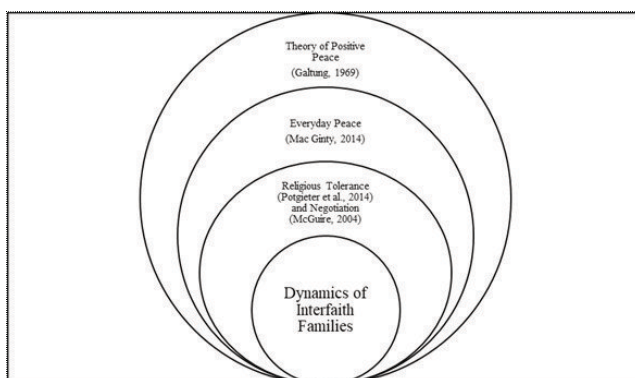 Theory of Positive
Peace
(Galtung, 1969)
Everyday Peace
(Mac Ginty, 2014)
Religious Tolerance
(Potgieter et al., 2014)
and Negotiation
(McGuire, 2004)
Dynamics of
Interfaith
Families